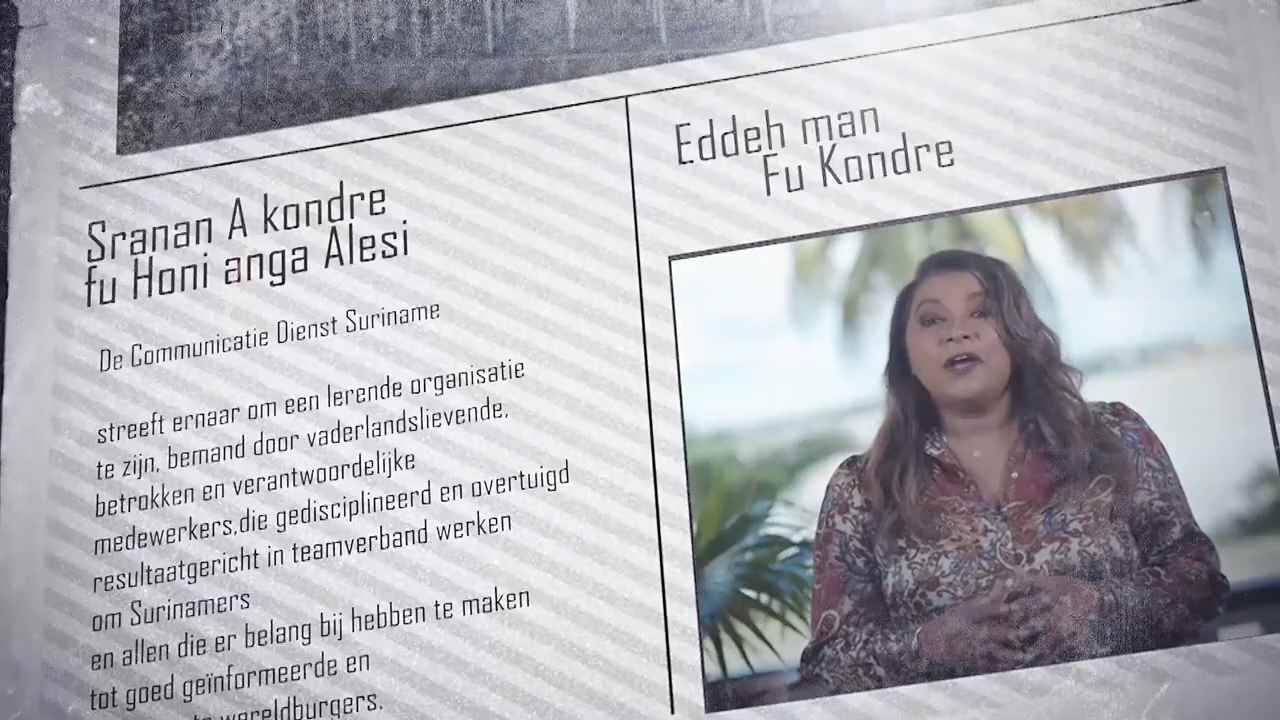 Sranan A kondre
fu Honi anga Alesi
De Communicatie Dienst Suriname
streeft ernaar om een lerende organisatie
te zijn, bemand door vaderlandslievende,
betrokken en verantwoordelijke
medewerkers,die gedisciplineerd en overtuigd
resultaatgericht in teamverband werken
om Surinamers
en allen die er belang bij hebben te maken
tot goed geïnformeerde en
wereldburgers.
Eddeh man
Fu Kondre